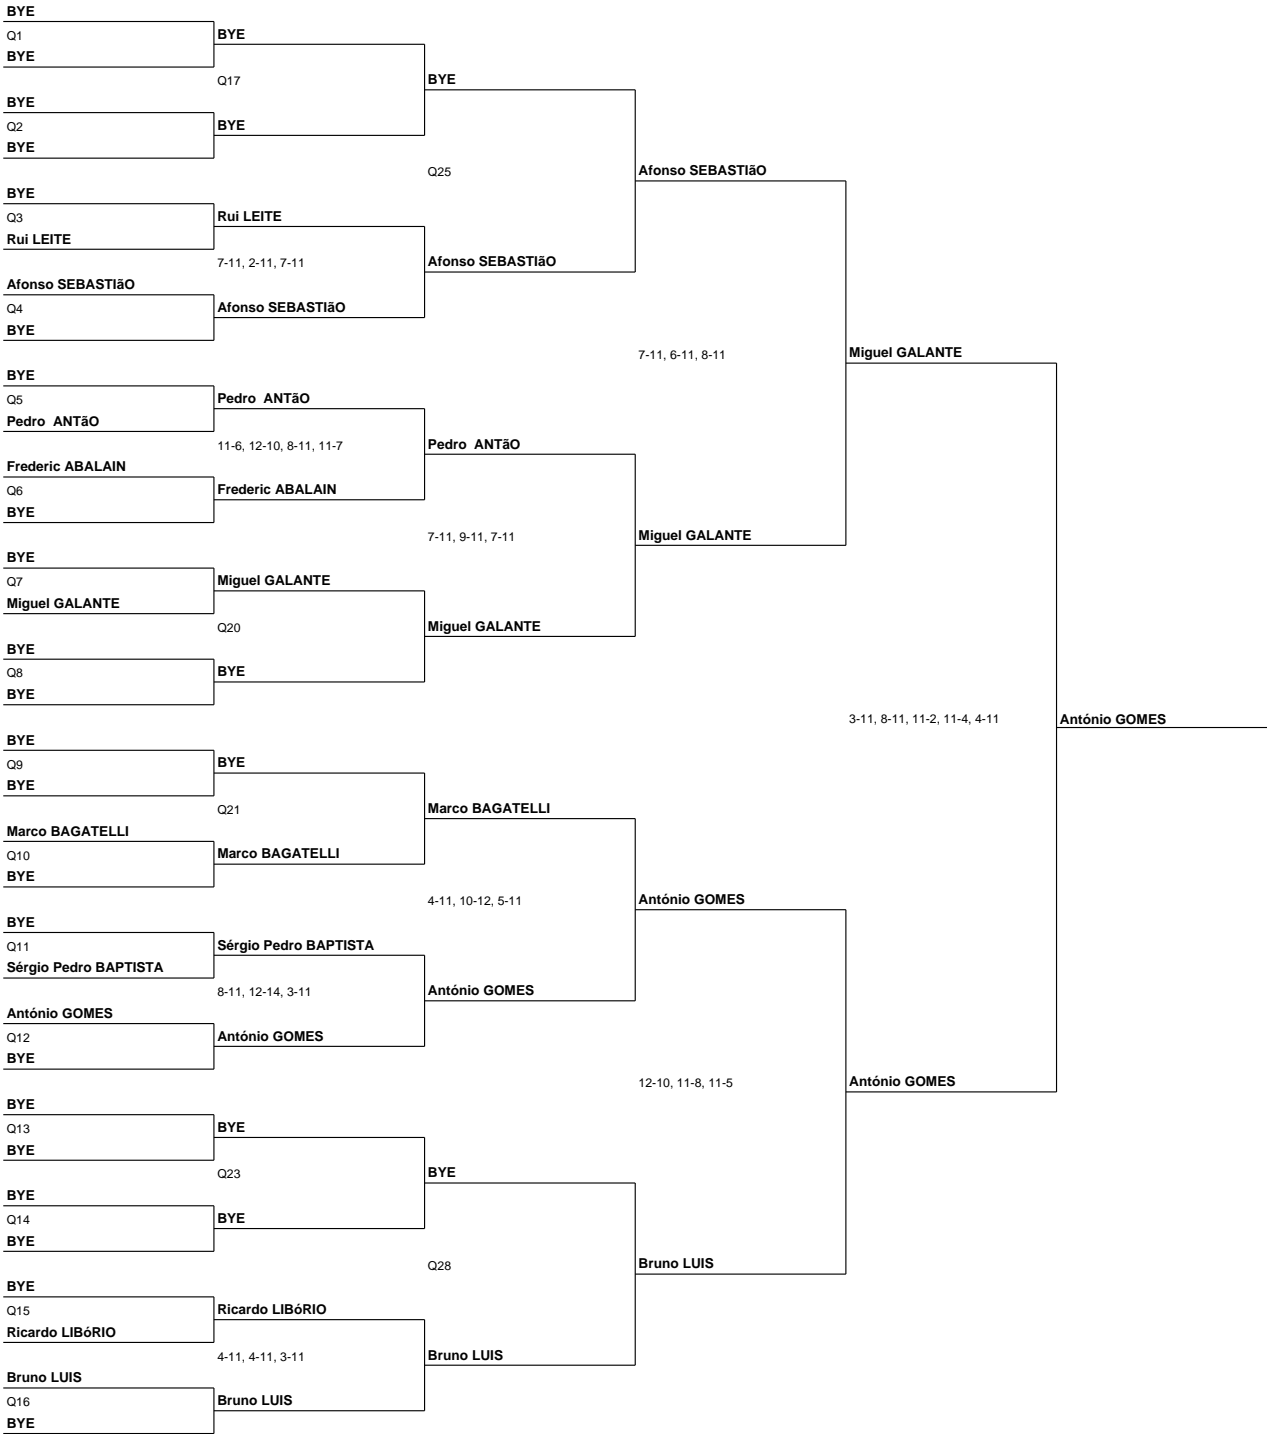 BYE
Q1
BYE
BYE
Q17
BYE
BYE
Q2
BYE
BYE
Q25
Afonso SEBASTIãO
BYE
Q3
Rui LEITE
Rui LEITE
7-11, 2-11, 7-11
Afonso SEBASTIãO
Afonso SEBASTIãO
Q4
Afonso SEBASTIãO
BYE
7-11, 6-11, 8-11
Miguel GALANTE
BYE
Q5
Pedro  ANTãO
Pedro  ANTãO
11-6, 12-10, 8-11, 11-7
Pedro  ANTãO
Frederic ABALAIN
Q6
Frederic ABALAIN
BYE
7-11, 9-11, 7-11
Miguel GALANTE
BYE
Q7
Miguel GALANTE
Miguel GALANTE
Q20
Miguel GALANTE
BYE
Q8
BYE
BYE
3-11, 8-11, 11-2, 11-4, 4-11
António GOMES
BYE
Q9
BYE
BYE
Q21
Marco BAGATELLI
Marco BAGATELLI
Q10
Marco BAGATELLI
BYE
4-11, 10-12, 5-11
António GOMES
BYE
Q11
Sérgio Pedro BAPTISTA
Sérgio Pedro BAPTISTA
8-11, 12-14, 3-11
António GOMES
António GOMES
Q12
António GOMES
BYE
12-10, 11-8, 11-5
António GOMES
BYE
Q13
BYE
BYE
Q23
BYE
BYE
Q14
BYE
BYE
Q28
Bruno LUIS
BYE
Q15
Ricardo LIBóRIO
Ricardo LIBóRIO
4-11, 4-11, 3-11
Bruno LUIS
Bruno LUIS
Q16
Bruno LUIS
BYE